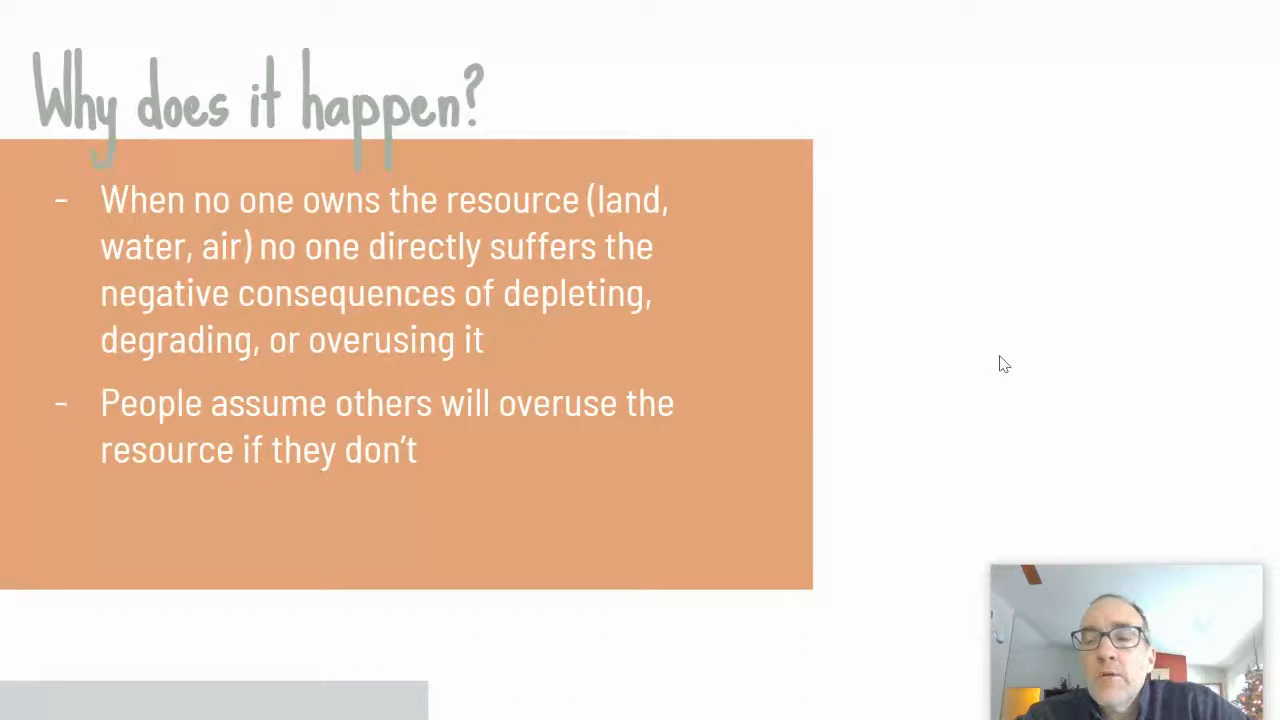 Why does it happen?
- When no one owns the resource (land,
water, air) no one directly suffers the
negative consequences of depleting,
degrading, or overusing it
- People assume others will overuse the
resource if they don't